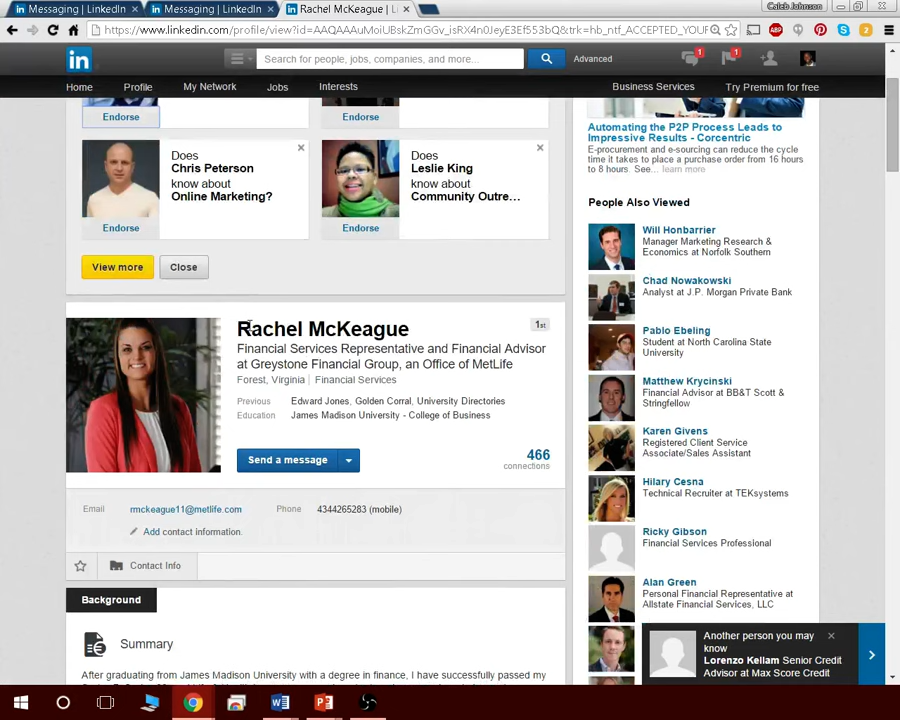 Messaging | LinkedIn
Messaging | LinkedIn
Rachel McKeague | Li
Caleb Johnson
https://www.linkedin.com/profile/view?id=
Search for people, jobs, companies, and more...
Advanced
1
1
Home
Profile
My Network
Jobs
Interests
Business Services
Try Premium for free
Endorse
Endorse
Does
Chris Peterson
know about
Online Marketing?
Endorse
Does
Leslie King
know about
Community Outre...
Endorse
View more
Close
Rachel McKeague
1st
Financial Services Representative and Financial Advisor
at Greystone Financial Group, an Office of MetLife
Forest, Virginia | Financial Services
Previous Edward Jones, Golden Corral, University Directories
Education James Madison University - College of Business
Send a message
466
connections
Email rmckeague11@metlife.com
Phone 4344265283 (mobile)
Add contact information.
Contact Info
Background
Summary
After graduating from James Madison University with a degree in finance, I have successfully passed my
Automating the P2P Process Leads to
Impressive Results - Corcentric
E-procurement and e-sourcing can reduce the cycle
time it takes to place a purchase order from 16 hours
to 8 hours. See... learn more
People Also Viewed
Will Honbarrier
Manager Marketing Research &
Economics at Norfolk Southern
Chad Nowakowski
Analyst at J.P. Morgan Private Bank
Pablo Ebeling
Student at North Carolina State
University
Matthew Krycinski
Financial Advisor at BB&T Scott &
Stringfellow
Karen Givens
Registered Client Service
Associate/Sales Assistant
Hilary Cesna
Technical Recruiter at TEKsystems
Ricky Gibson
Financial Services Professional
Alan Green
Personal Financial Representative at
Allstate Financial Services, LLC
Another person you may
know
Lorenzo Kellam Senior Credit
Advisor at Max Score Credit